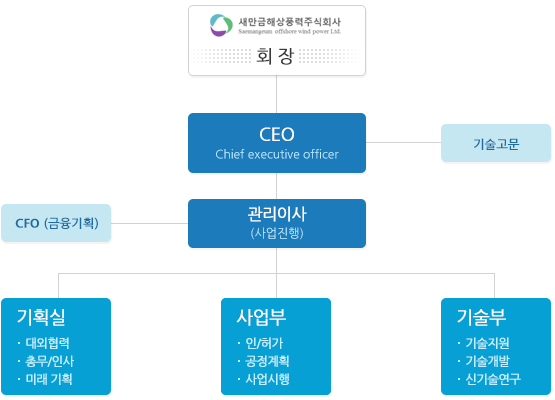 새만금해상풍력주식회사
Saemangeum offshore wind power Ltd.
회 장
CEO
Chief executive officer
기술고문
관리이사
(사업진행)
CFO (금융기획)
기획실
· 대외협력
· 총무/인사
· 미래 기획
사업부
· 인/허가
· 공정계획
· 사업시행
기술부
· 기술지원
· 기술개발
· 신기술연구